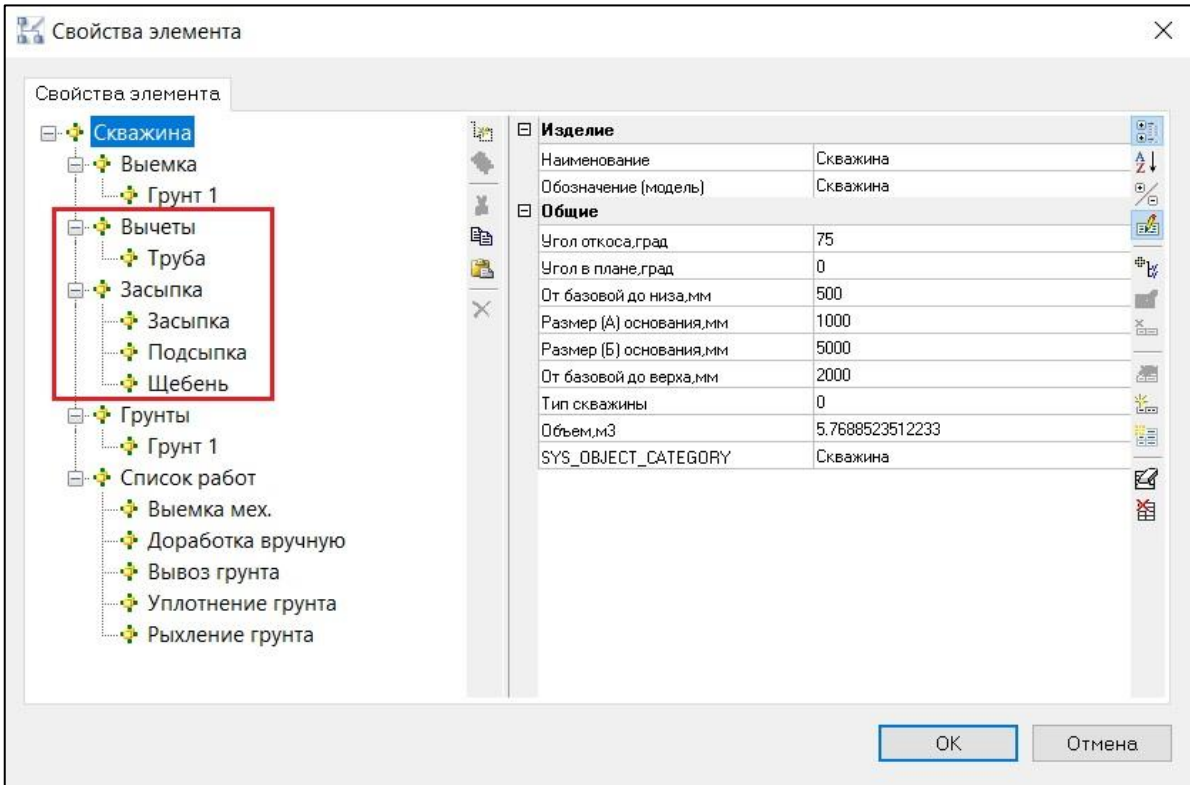 Свойства элемента
Свойства элемента
Скважина
Выемка
Грунт 1
Вычеты
Труба
Засыпка
Засыпка
Подсыпка
Щебень
Грунты
Грунт 1
Список работ
Выемка мех.
Доработка вручную
Вывоз грунта
Уплотнение грунта
Рыхление грунта
Изделие
Наименование Скважина
Обозначение (модель) Скважина
Общие
Угол откоса,град 75
Угол в плане,град 0
От базовой до низа,мм 500
Размер (А) основания,мм 1000
Размер (Б) основания,мм 5000
От базовой до верха,мм 2000
Тип скважины 0
Объем,м3 5.7688523512233
SYS_OBJECT_CATEGORY Скважина
OK Отмена